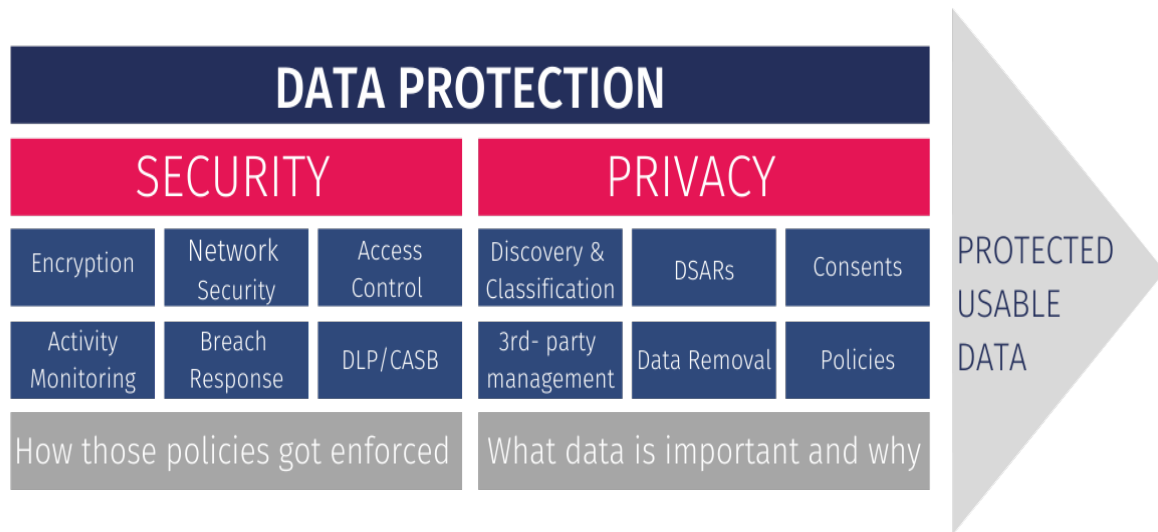 DATA PROTECTION
SECURITY
PRIVACY
Encryption
Network
Security
Access
Control
Discovery &
Classification
DSARs
Consents
Activity
Monitoring
Breach
Response
DLP/CASB
3rd- party
management
Data Removal
Policies
How those policies got enforced
What data is important and why
PROTECTED
USABLE
DATA